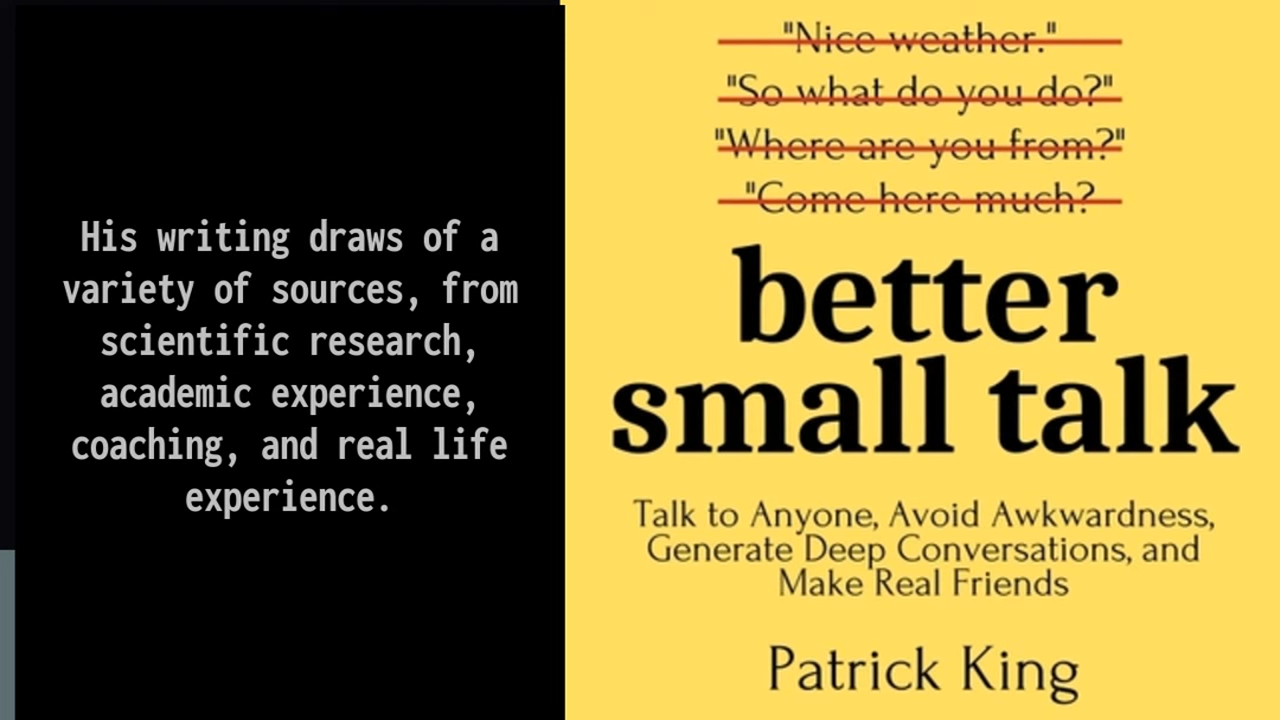 His writing draws of a
variety of sources, from
scientific research,
academic experience,
coaching, and real life
experience.
"Nice weather."
"So what do you do?"
"Where are you from?"
"Come here much?
better
small talk
Talk to Anyone, Avoid Awkwardness,
Generate Deep Conversations, and
Make Real Friends
Patrick King